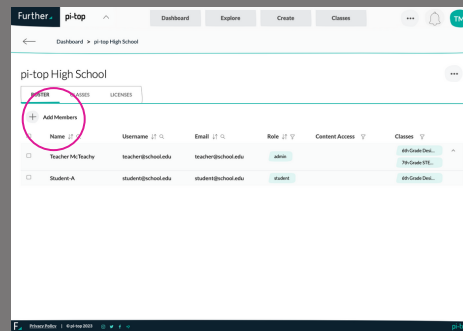 Further pi-top Dashboard Explore Create Classes ... TM
Dashboard > pi-top High School
pi-top High School
ROSTER CLASSES LICENSES
+ Add Members
Name Username Email Role Content Access Classes
Teacher McTeachy teacher@school.edu teacher@school.edu admin 6th Grade Desi...
7th Grade STE...
Student-A student@school.edu student@school.edu student 6th Grade Desi...
Privacy Policy | © pi-top 2023 pi-t